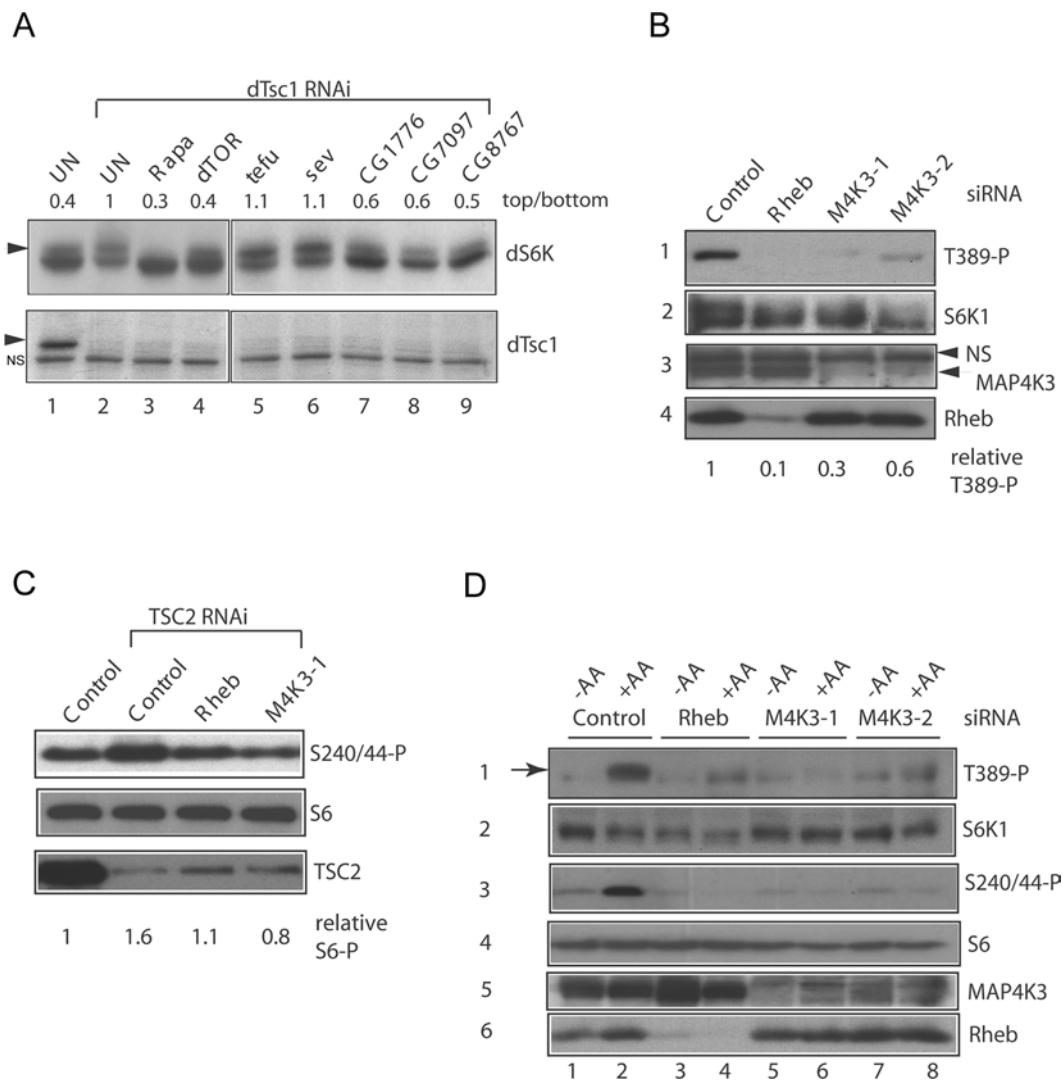 A
dTsc1 RNAi
UN UN Rapa dTOR tefu sev CG1776 CG7097 CG8767
0.4 1 0.3 0.4 1.1 1.1 0.6 0.6 0.5 top/bottom
dS6K
dTsc1
NS
1 2 3 4 5 6 7 8 9
B
Control Rheb M4K3-1 M4K3-2 siRNA
1 T389-P
2 S6K1
3 NS
MAP4K3
4 Rheb
1 0.1 0.3 0.6 relative
T389-P
C
TSC2 RNAi
Control Control Rheb M4K3-1
S240/44-P
S6
TSC2
1 1.6 1.1 0.8 relative
S6-P
D
-AA +AA -AA +AA -AA +AA -AA +AA
Control Rheb M4K3-1 M4K3-2 siRNA
1 T389-P
2 S6K1
3 S240/44-P
4 S6
5 MAP4K3
6 Rheb
1 2 3 4 5 6 7 8